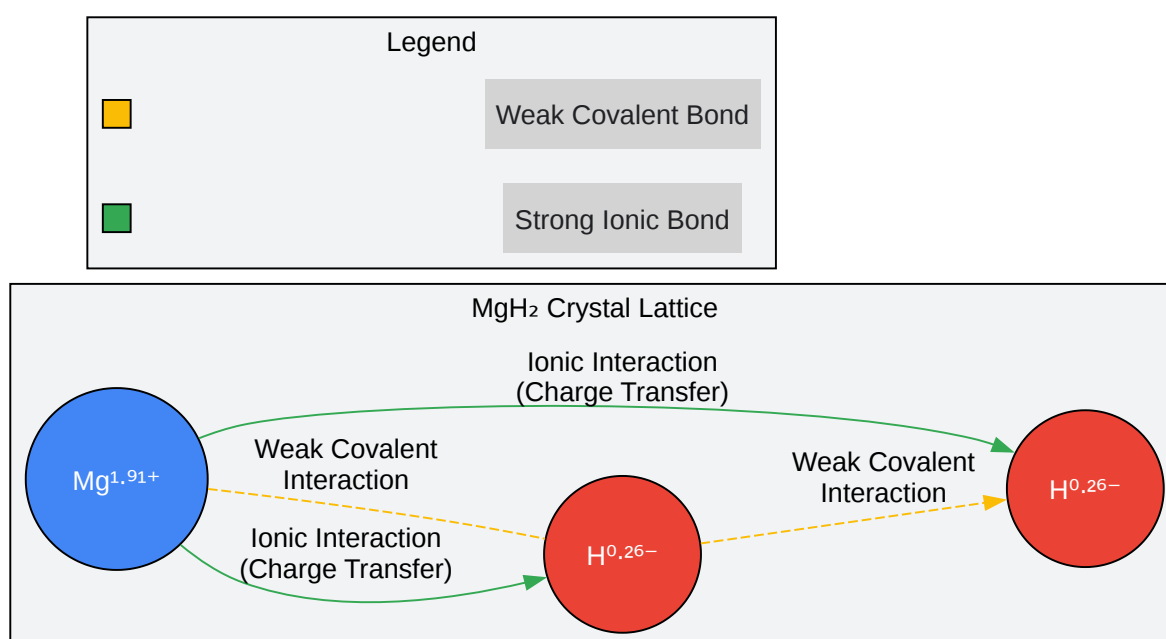 Legend
Weak Covalent Bond
Strong Ionic Bond
MgH₂ Crystal Lattice
Ionic Interaction
(Charge Transfer)
Weak Covalent
Interaction
Weak Covalent
Interaction
Mg¹·⁹¹⁺
H⁰·²⁶⁻
Ionic Interaction
(Charge Transfer)
H⁰·²⁶⁻